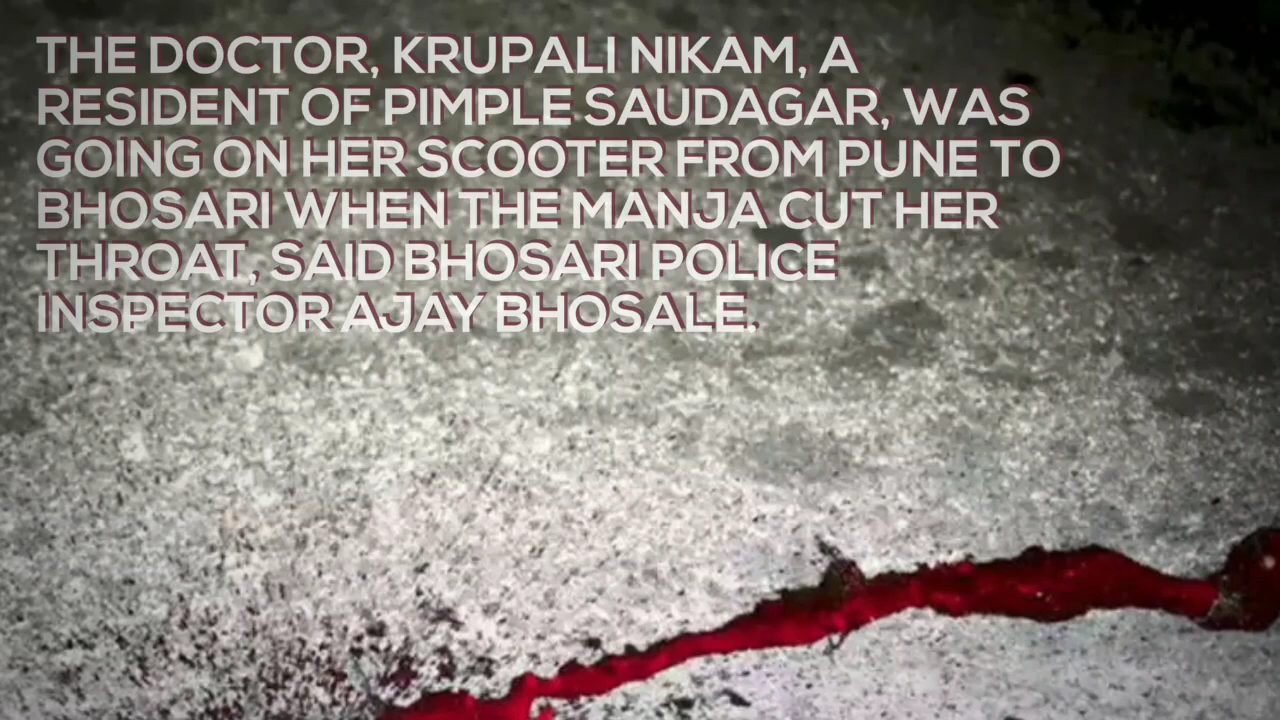 THE DOCTOR, KRUPALI NIKAM, A
RESIDENT OF PIMPLE SAUDAGAR, WAS
GOING ON HER SCOOTER FROM PUNE TO
BHOSARI WHEN THE MANJA CUT HER
THROAT, SAID BHOSARI POLICE
INSPECTOR AJAY BHOSALE.